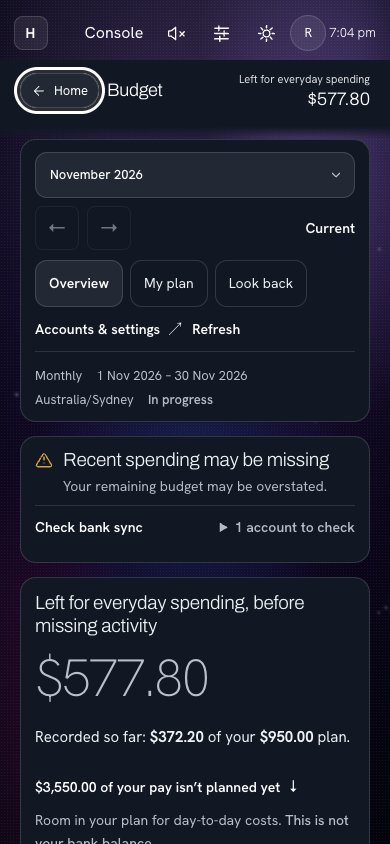 H Console R 7:04 pm
← Home Budget
Left for everyday spending
$577.80
November 2026
← → Current
Overview My plan Look back
Accounts & settings ↗ Refresh
Monthly 1 Nov 2026 – 30 Nov 2026
Australia/Sydney In progress
Recent spending may be missing
Your remaining budget may be overstated.
Check bank sync ▶ 1 account to check
Left for everyday spending, before
missing activity
$577.80
Recorded so far: $372.20 of your $950.00 plan.
$3,550.00 of your pay isn’t planned yet ↓
Room in your plan for day-to-day costs. This is not
your bank balance.